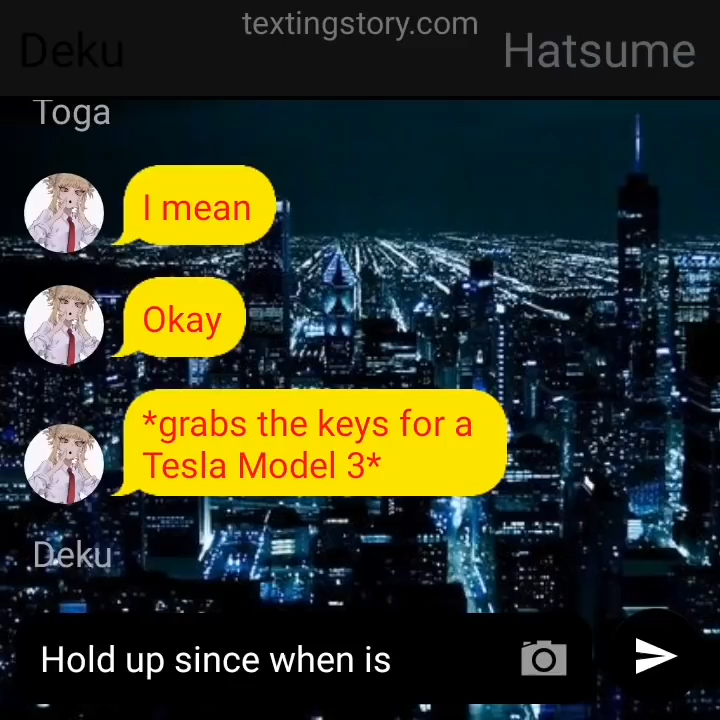 textingstory.com
Deku
Hatsume
Toga
I mean
Okay
*grabs the keys for a
Tesla Model 3*
Deku
Hold up since when is